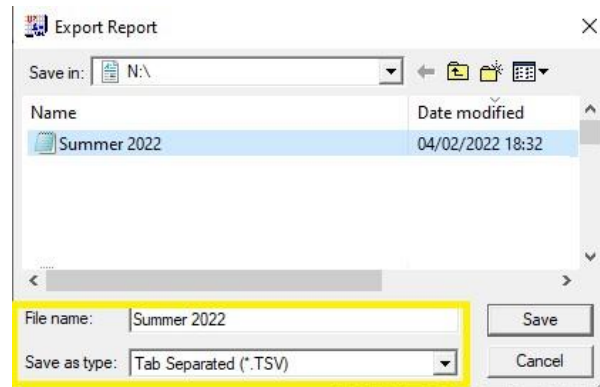 Export Report
Save in: N:\
Name Date modified
Summer 2022 04/02/2022 18:32
File name: Summer 2022 Save
Save as type: Tab Separated (*.TSV) Cancel